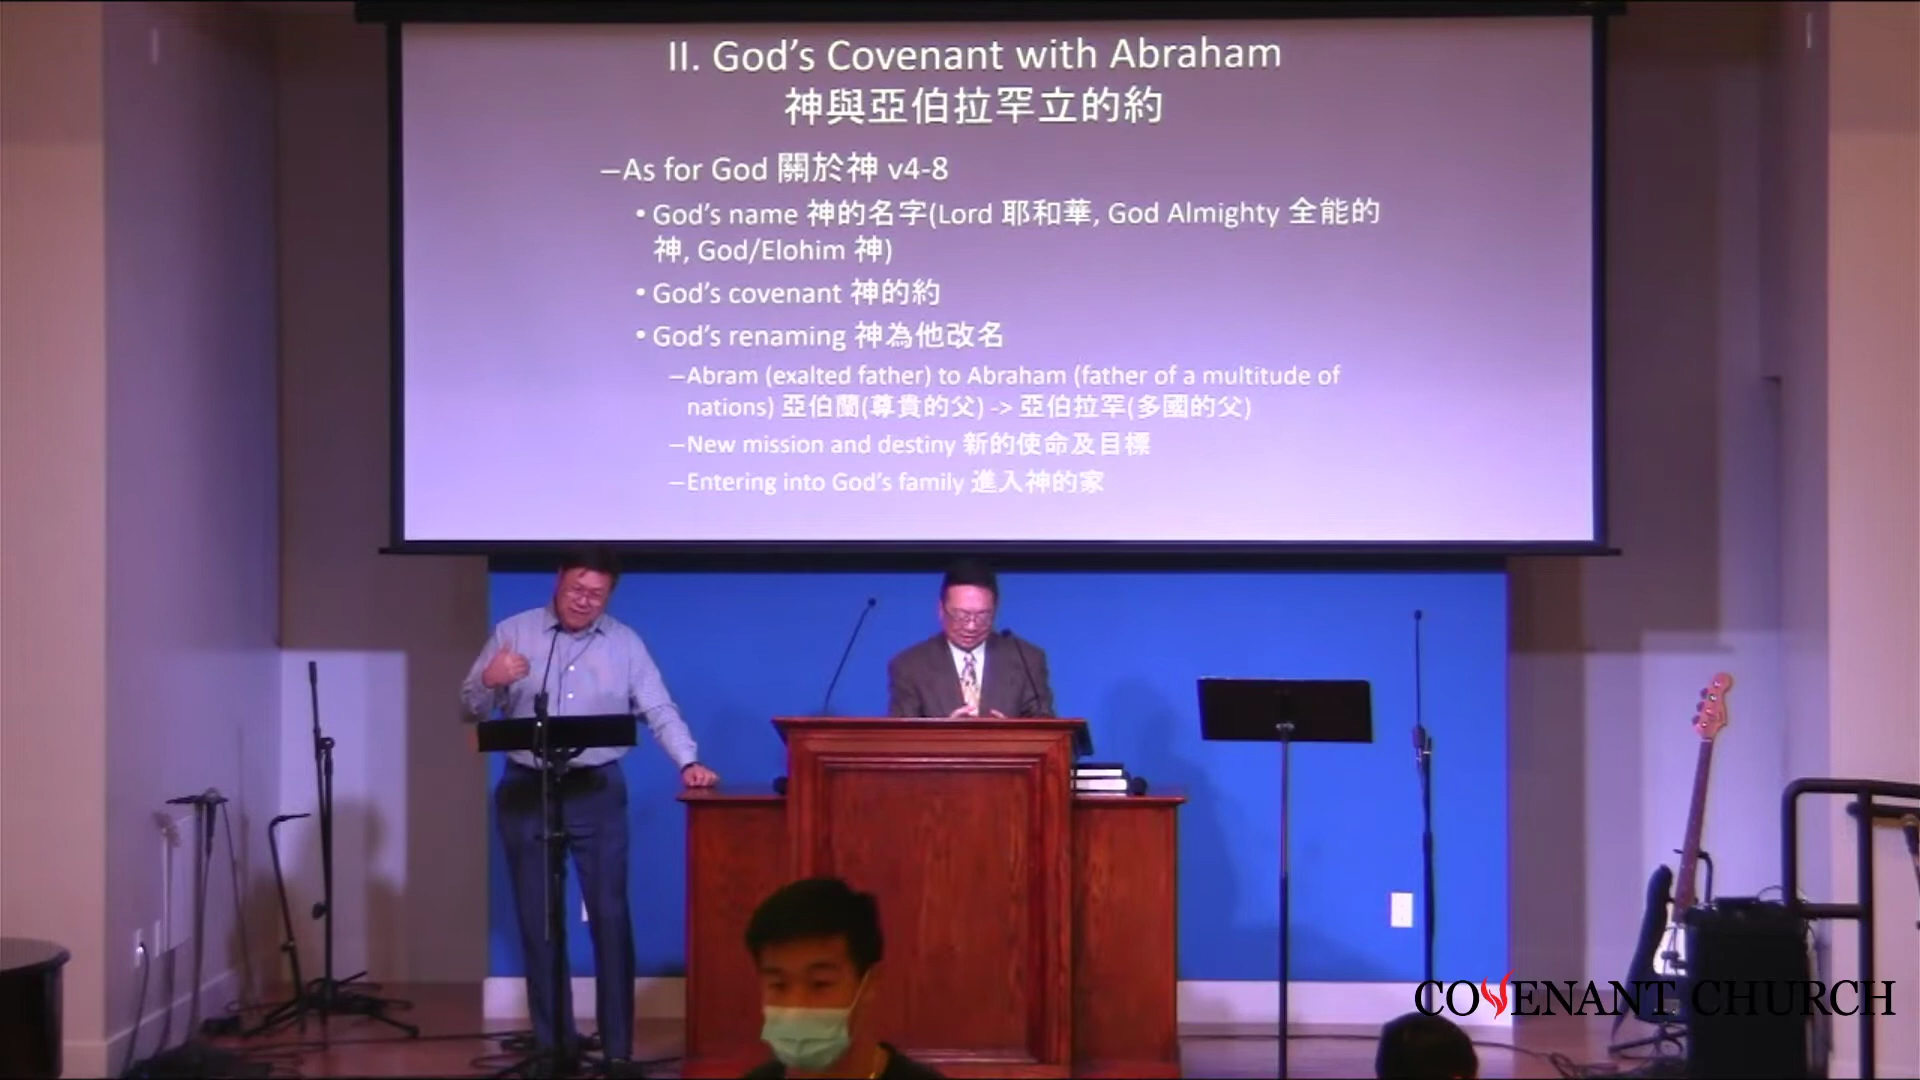 II. God’s Covenant with Abraham
神與亞伯拉罕立的約
–As for God 關於神 v4-8
• God’s name 神的名字(Lord 耶和華, God Almighty 全能的
神, God/Elohim 神)
• God’s covenant 神的約
• God’s renaming 神為他改名
–Abram (exalted father) to Abraham (father of a multitude of
nations) 亞伯蘭(尊貴的父) -> 亞伯拉罕(多國的父)
–New mission and destiny 新的使命及目標
–Entering into God’s family 進入神的家
COVENANT CHURCH